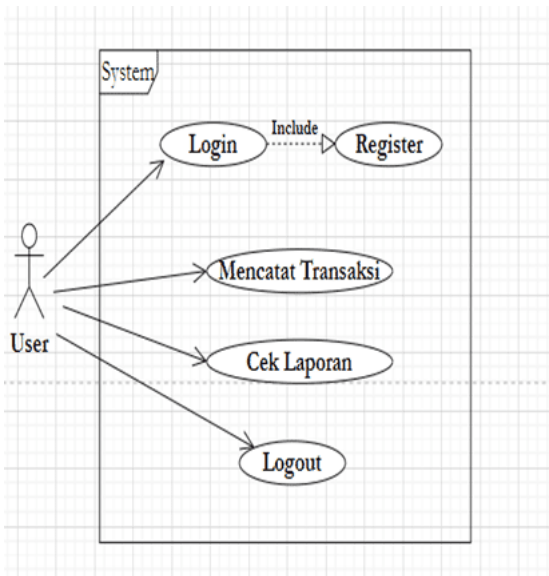 System
Login
Include
Register
Mencatat Transaksi
User
Cek Laporan
Logout